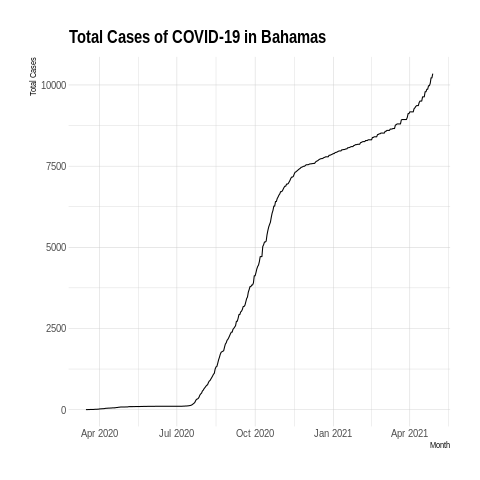 Total Cases of COVID-19 in Bahamas
Total Cases
10000
7500
5000
2500
0
Apr 2020 Jul 2020 Oct 2020 Jan 2021 Apr 2021
Month